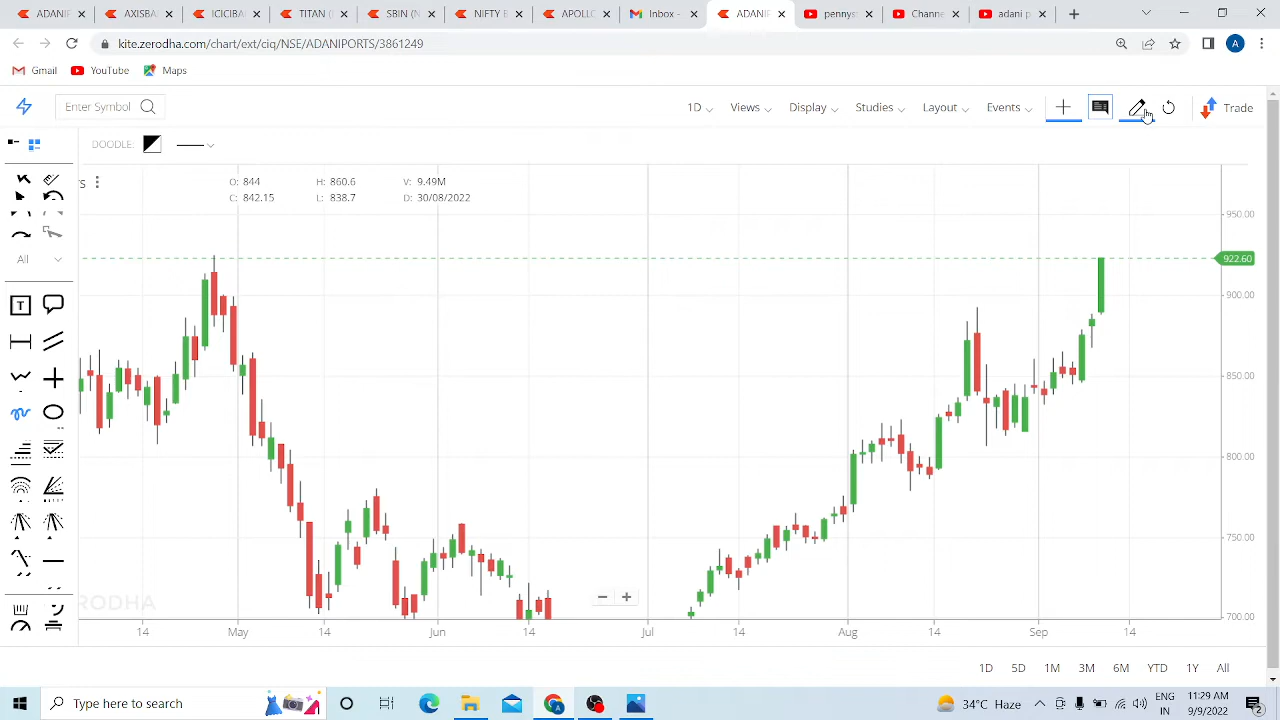 ADANI
AXISBA
ICICIBA
TITAN (
SBIN (N
NIFTY B
APOLLC
Inbox -
ADANIP
pennys
Channe
adani p
kite.zerodha.com/chart/ext/ciq/NSE/ADANIPORTS/3861249
A
Gmail YouTube Maps
Enter Symbol
1D Views Display Studies Layout Events Trade
DOODLE:
S
O: 844 H: 860.6 V: 9.49M
C: 842.15 L: 838.7 D: 30/08/2022
All
T
950.00
922.60
900.00
850.00
800.00
750.00
700.00
RODHA
14 May 14 Jun 14 Jul 14 Aug 14 Sep 14
1D 5D 1M 3M 6M YTD 1Y All
Type here to search
34°C Haze
ENG
IN
11:29 AM
9/9/2022
2